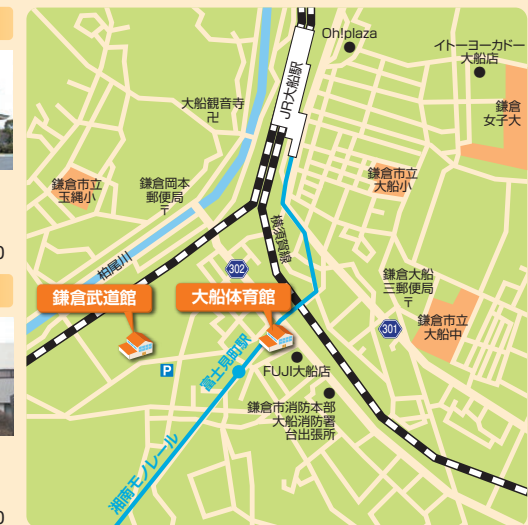 Oh!plaza
イトーヨーカドー
大船店
JR大船駅
大船観音寺
卍
鎌倉
女子大
鎌倉市立
玉縄小
鎌倉岡本
郵便局
〒
鎌倉市立
大船小
柏尾川
横須賀線
302
鎌倉武道館
大船体育館
鎌倉大船
三郵便局
〒
301
鎌倉市立
大船中
P
富士見町駅
FUJI大船店
鎌倉市消防本部
大船消防署
台出張所
湘南モノレール
0
0